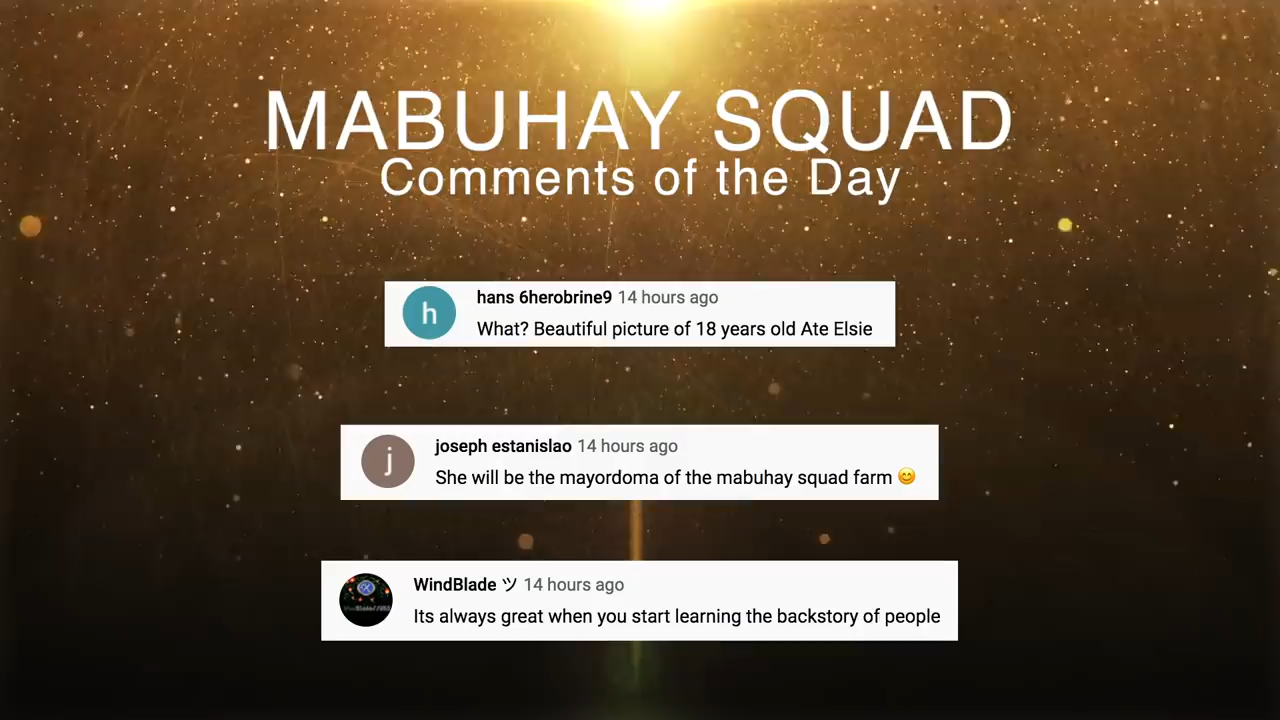 MABUHAY SQUAD
Comments of the Day
h
hans 6herobrine9 14 hours ago
What? Beautiful picture of 18 years old Ate Elsie
j
joseph estanislao 14 hours ago
She will be the mayordoma of the mabuhay squad farm 😊
WindBlade ツ 14 hours ago
Its always great when you start learning the backstory of people